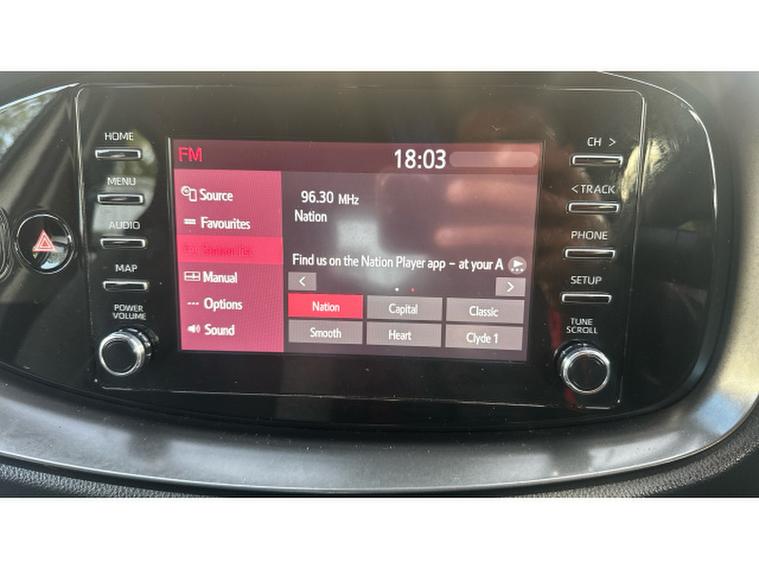 HOME
MENU
AUDIO
MAP
POWER
VOLUME
FM
18:03
Source
Favourites
Station list
Manual
Options
Sound
96.30 MHz
Nation
Find us on the Nation Player app – at your A
<
>
Nation
Capital
Classic
Smooth
Heart
Clyde 1
CH >
< TRACK
PHONE
SETUP
TUNE
SCROLL